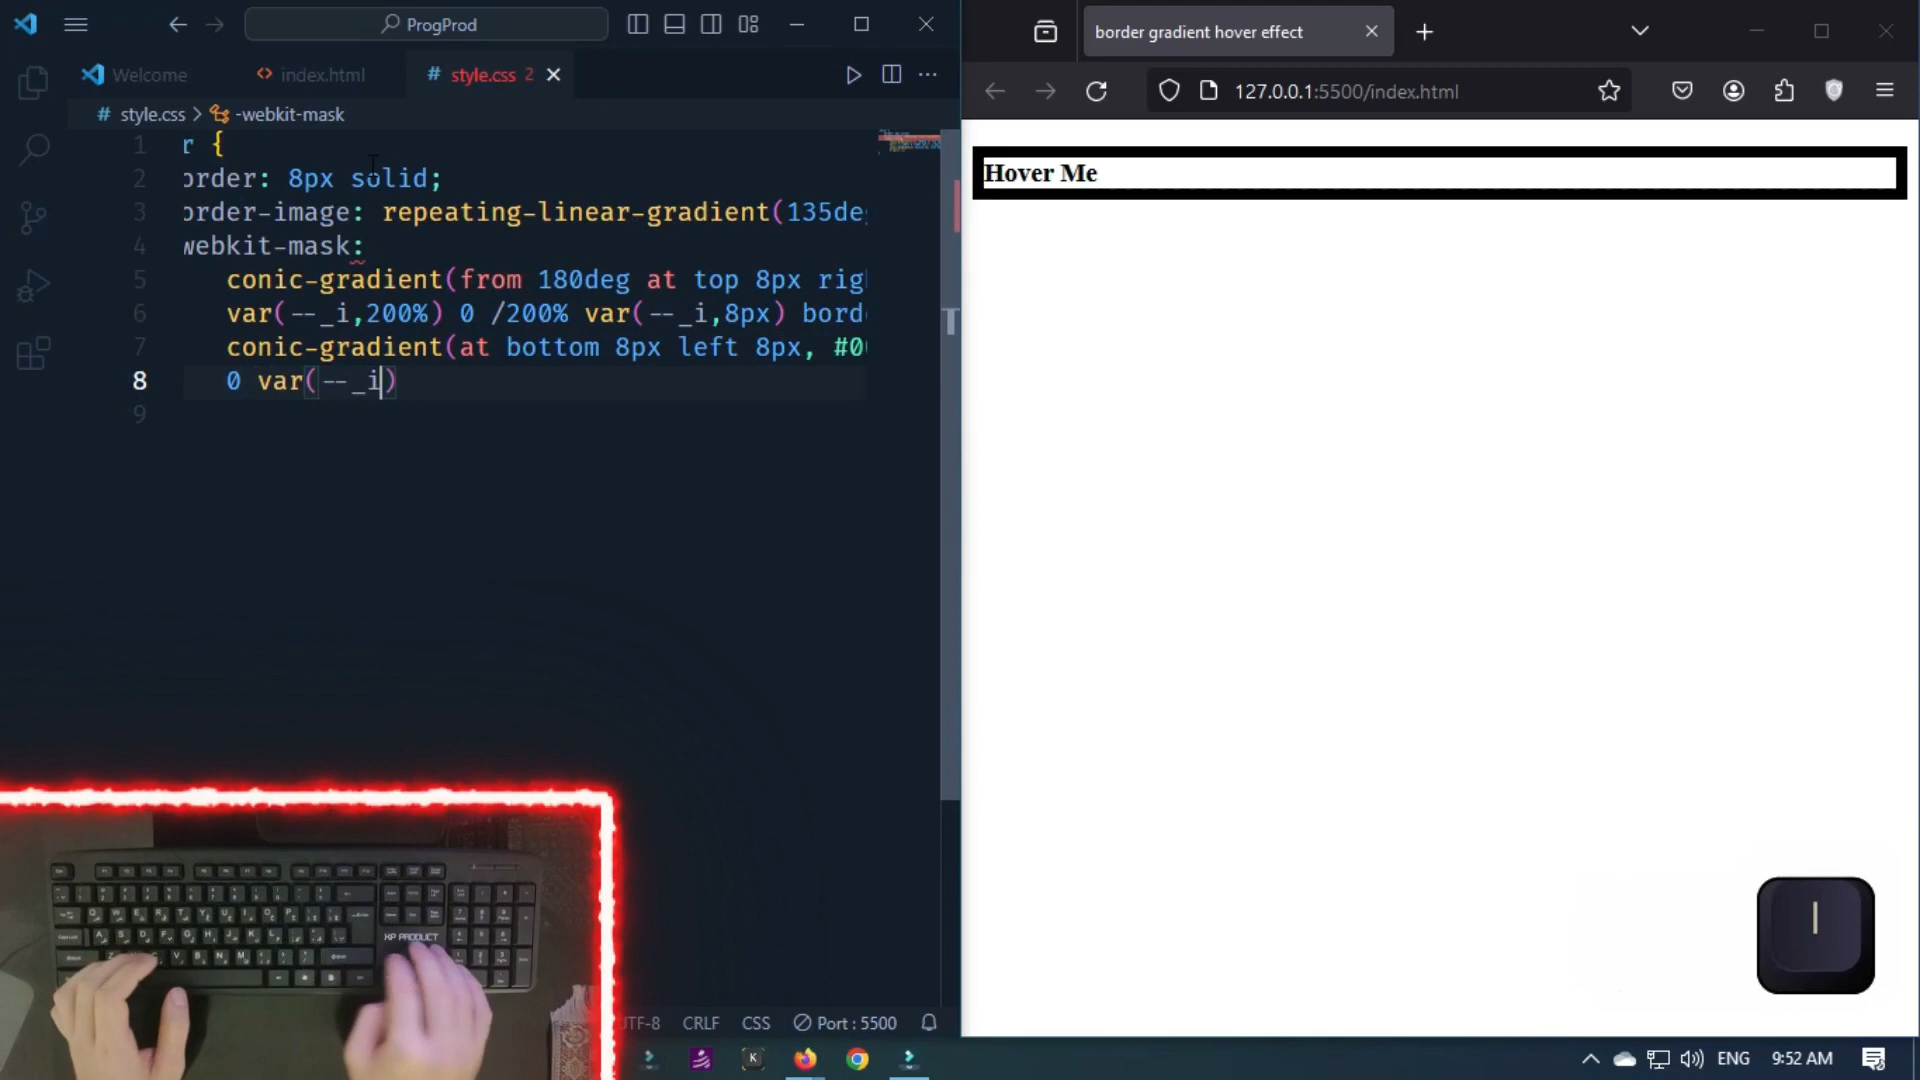 ProgProd
Welcome
index.html
# style.css 2
# style.css > -webkit-mask
1 r {
2 order: 8px solid;
3 order-image: repeating-linear-gradient(135de
4 webkit-mask:
5 conic-gradient(from 180deg at top 8px rig
6 var(--_i,200%) 0 /200% var(--_i,8px) bord
7 conic-gradient(at bottom 8px left 8px, #0
8 0 var(--_i)
9
XP PRODUCT
UTF-8 CRLF CSS Port : 5500
border gradient hover effect
127.0.0.1:5500/index.html
Hover Me
I
ENG 9:52 AM